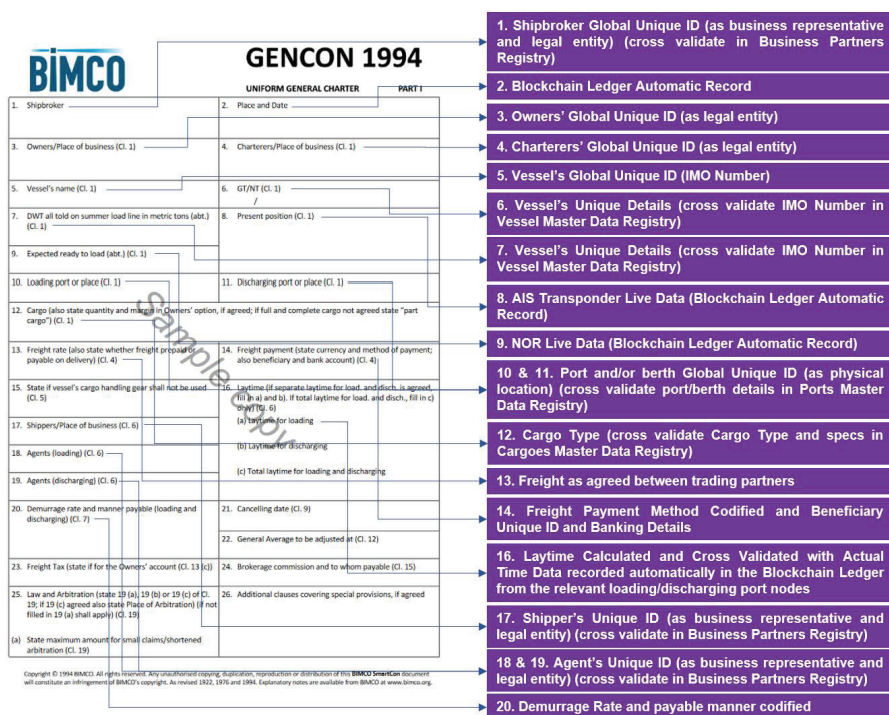 BIMCO
GENCON 1994
UNIFORM GENERAL CHARTER PART I
1. Shipbroker
2. Place and Date
3. Owners/Place of business (Cl. 1)
4. Charterers/Place of business (Cl. 1)
5. Vessel's name (Cl. 1)
6. GT/NT (Cl. 1)
/
7. DWT all told on summer load line in metric tons (abt.)
(Cl. 1)
8. Present position (Cl. 1)
9. Expected ready to load (abt.) (Cl. 1)
10. Loading port or place (Cl. 1)
11. Discharging port or place (Cl. 1)
12. Cargo (also state quantity and margin in Owners' option, if agreed; if full and complete cargo not agreed state "part
cargo") (Cl. 1)
13. Freight rate (also state whether freight prepaid or
payable on delivery) (Cl. 4)
14. Freight payment (state currency and method of payment;
also beneficiary and bank account) (Cl. 4)
15. State if vessel's cargo handling gear shall not be used
(Cl. 5)
16. Laytime (if separate laytime for load. and disch. is agreed,
fill in a) and b). If total laytime for load. and disch., fill in c)
only) (Cl. 6)
(a) Laytime for loading
(b) Laytime for discharging
(c) Total laytime for loading and discharging
17. Shippers/Place of business (Cl. 6)
18. Agents (loading) (Cl. 6)
19. Agents (discharging) (Cl. 6)
20. Demurrage rate and manner payable (loading and
discharging) (Cl. 7)
21. Cancelling date (Cl. 9)
22. General Average to be adjusted at (Cl. 12)
23. Freight Tax (state if for the Owners' account (Cl. 13 (c))
24. Brokerage commission and to whom payable (Cl. 15)
25. Law and Arbitration (state 19 (a), 19 (b) or 19 (c) of Cl.
19; if 19 (c) agreed also state Place of Arbitration) (if not
filled in 19 (a) shall apply) (Cl. 19)
(a) State maximum amount for small claims/shortened
arbitration (Cl. 19)
26. Additional clauses covering special provisions, if agreed
Sample copy
Copyright © 1994 BIMCO. All rights reserved. Any unauthorised copying, duplication, reproduction or distribution of this BIMCO SmartCon document
will constitute an infringement of BIMCO's copyright. As revised 1922, 1976 and 1994. Explanatory notes are available from BIMCO at www.bimco.org.
1. Shipbroker Global Unique ID (as business representative
and legal entity) (cross validate in Business Partners
Registry)
2. Blockchain Ledger Automatic Record
3. Owners' Global Unique ID (as legal entity)
4. Charterers' Global Unique ID (as legal entity)
5. Vessel's Global Unique ID (IMO Number)
6. Vessel's Unique Details (cross validate IMO Number in
Vessel Master Data Registry)
7. Vessel's Unique Details (cross validate IMO Number in
Vessel Master Data Registry)
8. AIS Transponder Live Data (Blockchain Ledger Automatic
Record)
9. NOR Live Data (Blockchain Ledger Automatic Record)
10 & 11. Port and/or berth Global Unique ID (as physical
location) (cross validate port/berth details in Ports Master
Data Registry)
12. Cargo Type (cross validate Cargo Type and specs in
Cargoes Master Data Registry)
13. Freight as agreed between trading partners
14. Freight Payment Method Codified and Beneficiary
Unique ID and Banking Details
16. Laytime Calculated and Cross Validated with Actual
Time Data recorded automatically in the Blockchain Ledger
from the relevant loading/discharging port nodes
17. Shipper's Unique ID (as business representative and
legal entity) (cross validate in Business Partners Registry)
18 & 19. Agent's Unique ID (as business representative and
legal entity) (cross validate in Business Partners Registry)
20. Demurrage Rate and payable manner codified